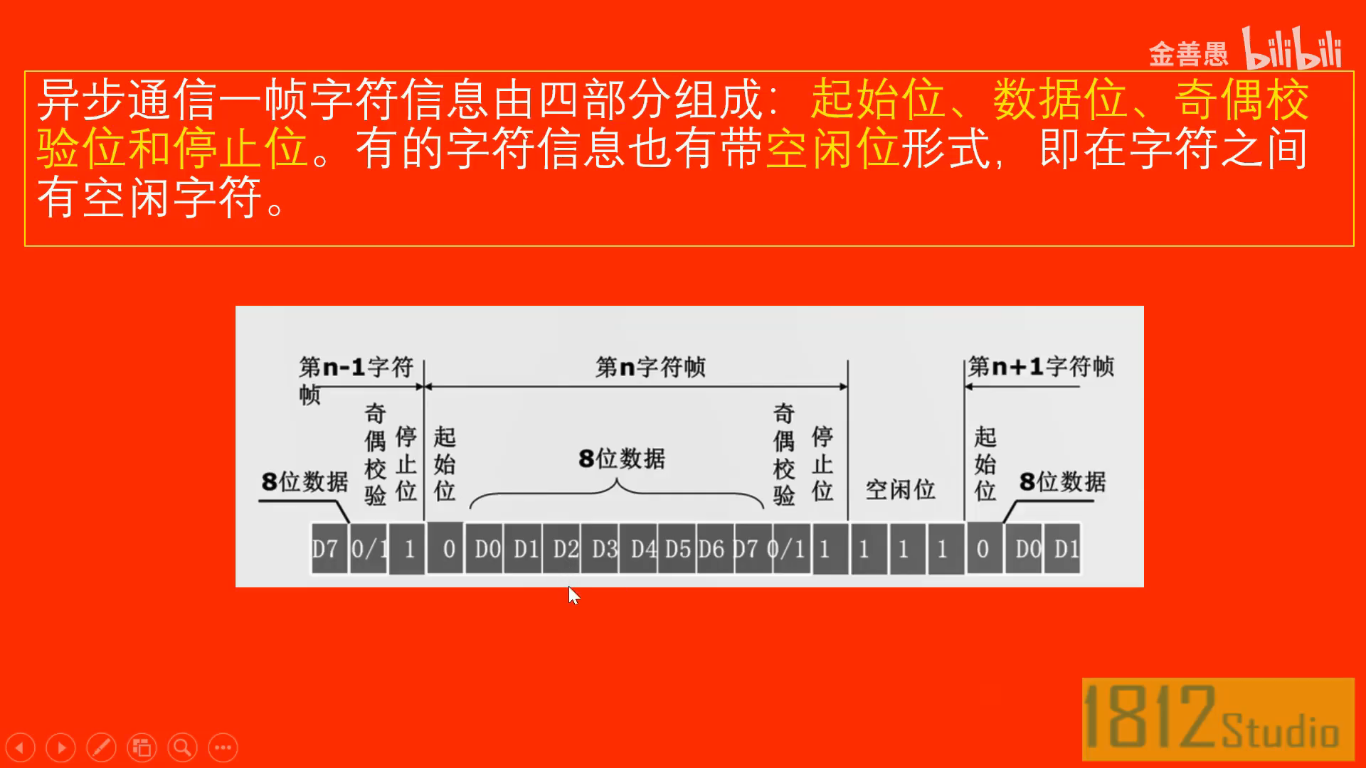 金善愚 bilibili
异步通信一帧字符信息由四部分组成：起始位、数据位、奇偶校
验位和停止位。有的字符信息也有带空闲位形式，即在字符之间
有空闲字符。
第n-1字符
帧
第n字符帧
第n+1字符帧
8位数据
奇偶校验
停止位
起始位
8位数据
奇偶校验
停止位
空闲位
起始位
8位数据
D7 0/1 1 0 D0 D1 D2 D3 D4 D5 D6 D7 0/1 1 1 1 1 0 D0 D1
1812 Studio